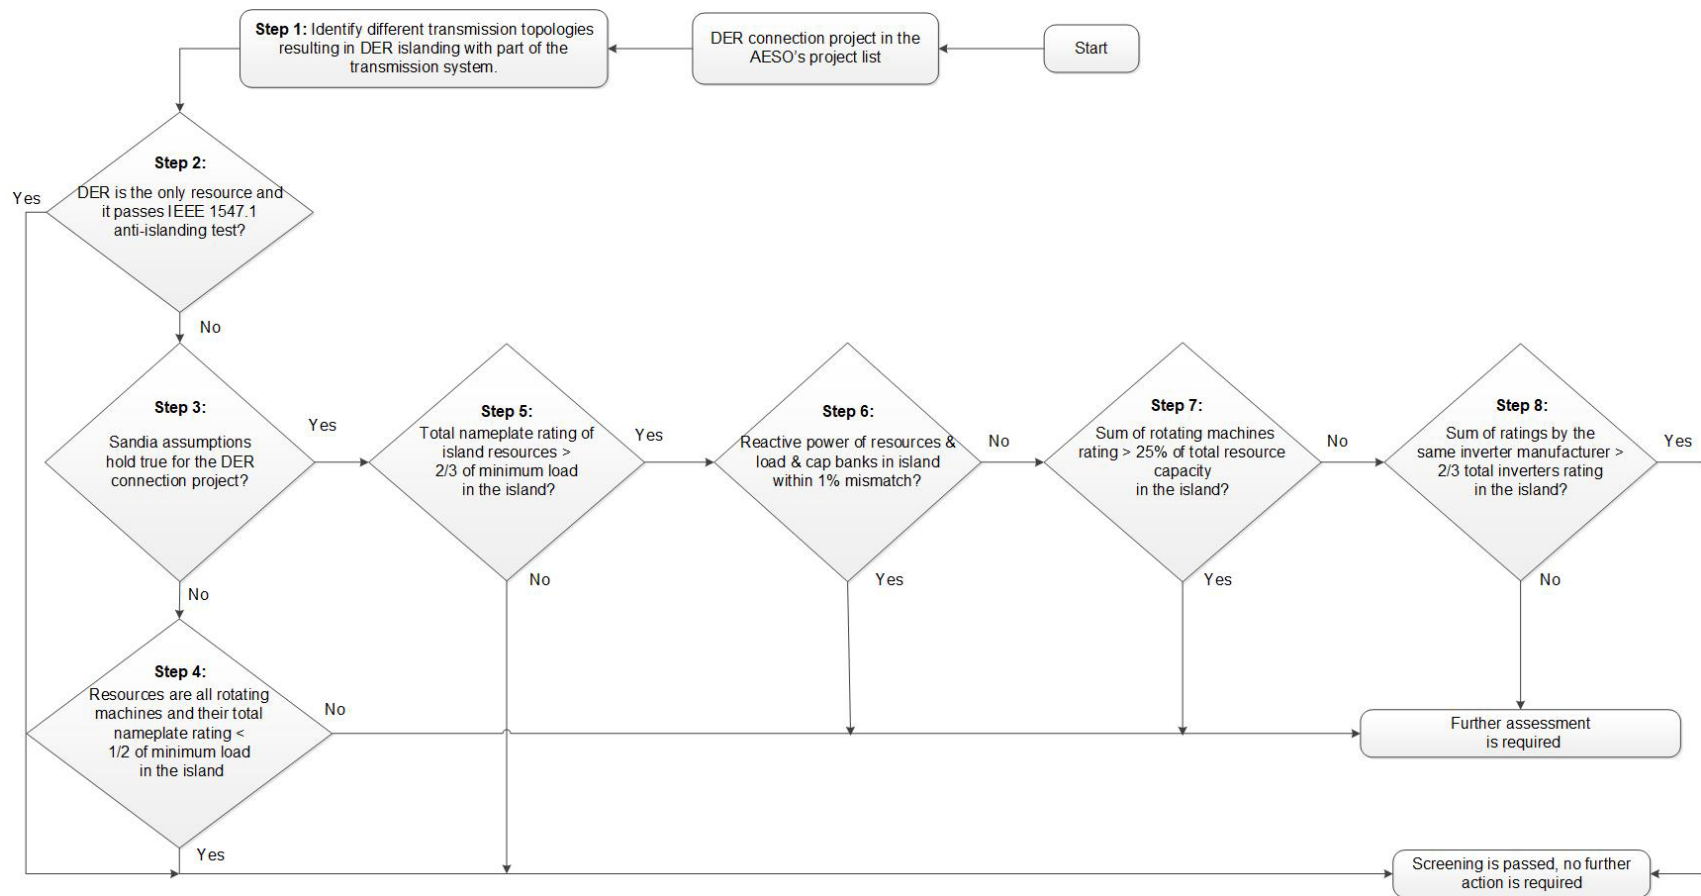 Step 1: Identify different transmission topologies
resulting in DER islanding with part of the
transmission system.
DER connection project in the
AESO's project list
Start
Step 2:
DER is the only resource and
it passes IEEE 1547.1
anti-islanding test?
Yes
No
Step 3:
Sandia assumptions
hold true for the DER
connection project?
Yes
No
Step 5:
Total nameplate rating of
island resources >
2/3 of minimum load
in the island?
Yes
No
Step 6:
Reactive power of resources &
load & cap banks in island
within 1% mismatch?
No
Yes
Step 7:
Sum of rotating machines
rating > 25% of total resource
capacity
in the island?
No
Yes
Step 8:
Sum of ratings by the
same inverter manufacturer >
2/3 total inverters rating
in the island?
Yes
No
Step 4:
Resources are all rotating
machines and their total
nameplate rating <
1/2 of minimum load
in the island
No
Yes
Further assessment
is required
Screening is passed, no further
action is required